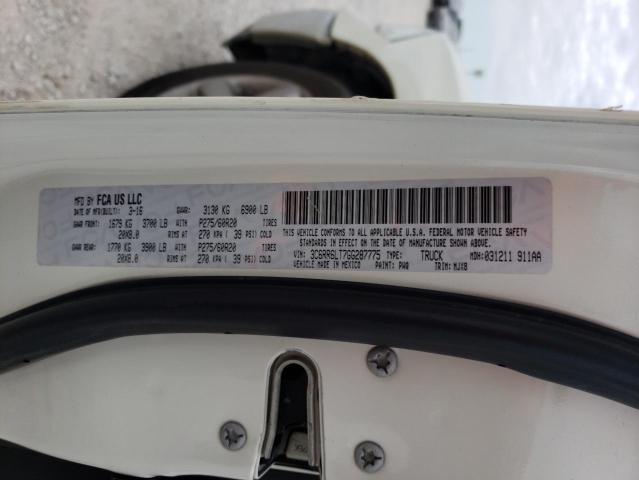 MFD BY FCA US LLC
DATE OF MFR(BUILT): 3-16 GVWR: 3130 KG 6900 LB
GAWR FRONT: 1679 KG 3700 LB WITH P275/60R20 TIRES
20X8.0 RIMS AT 270 KPA ( 39 PSI) COLD
GAWR REAR: 1770 KG 3900 LB WITH P275/60R20 TIRES
20X8.0 RIMS AT 270 KPA ( 39 PSI) COLD
THIS VEHICLE CONFORMS TO ALL APPLICABLE U.S.A. FEDERAL MOTOR VEHICLE SAFETY
STANDARDS IN EFFECT ON THE DATE OF MANUFACTURE SHOWN ABOVE.
VIN: 3C6RR6LT7GG287775 TYPE: TRUCK MDH: 031211 911AA
VEHICLE MADE IN MEXICO PAINT: PWQ TRIM: MJX8